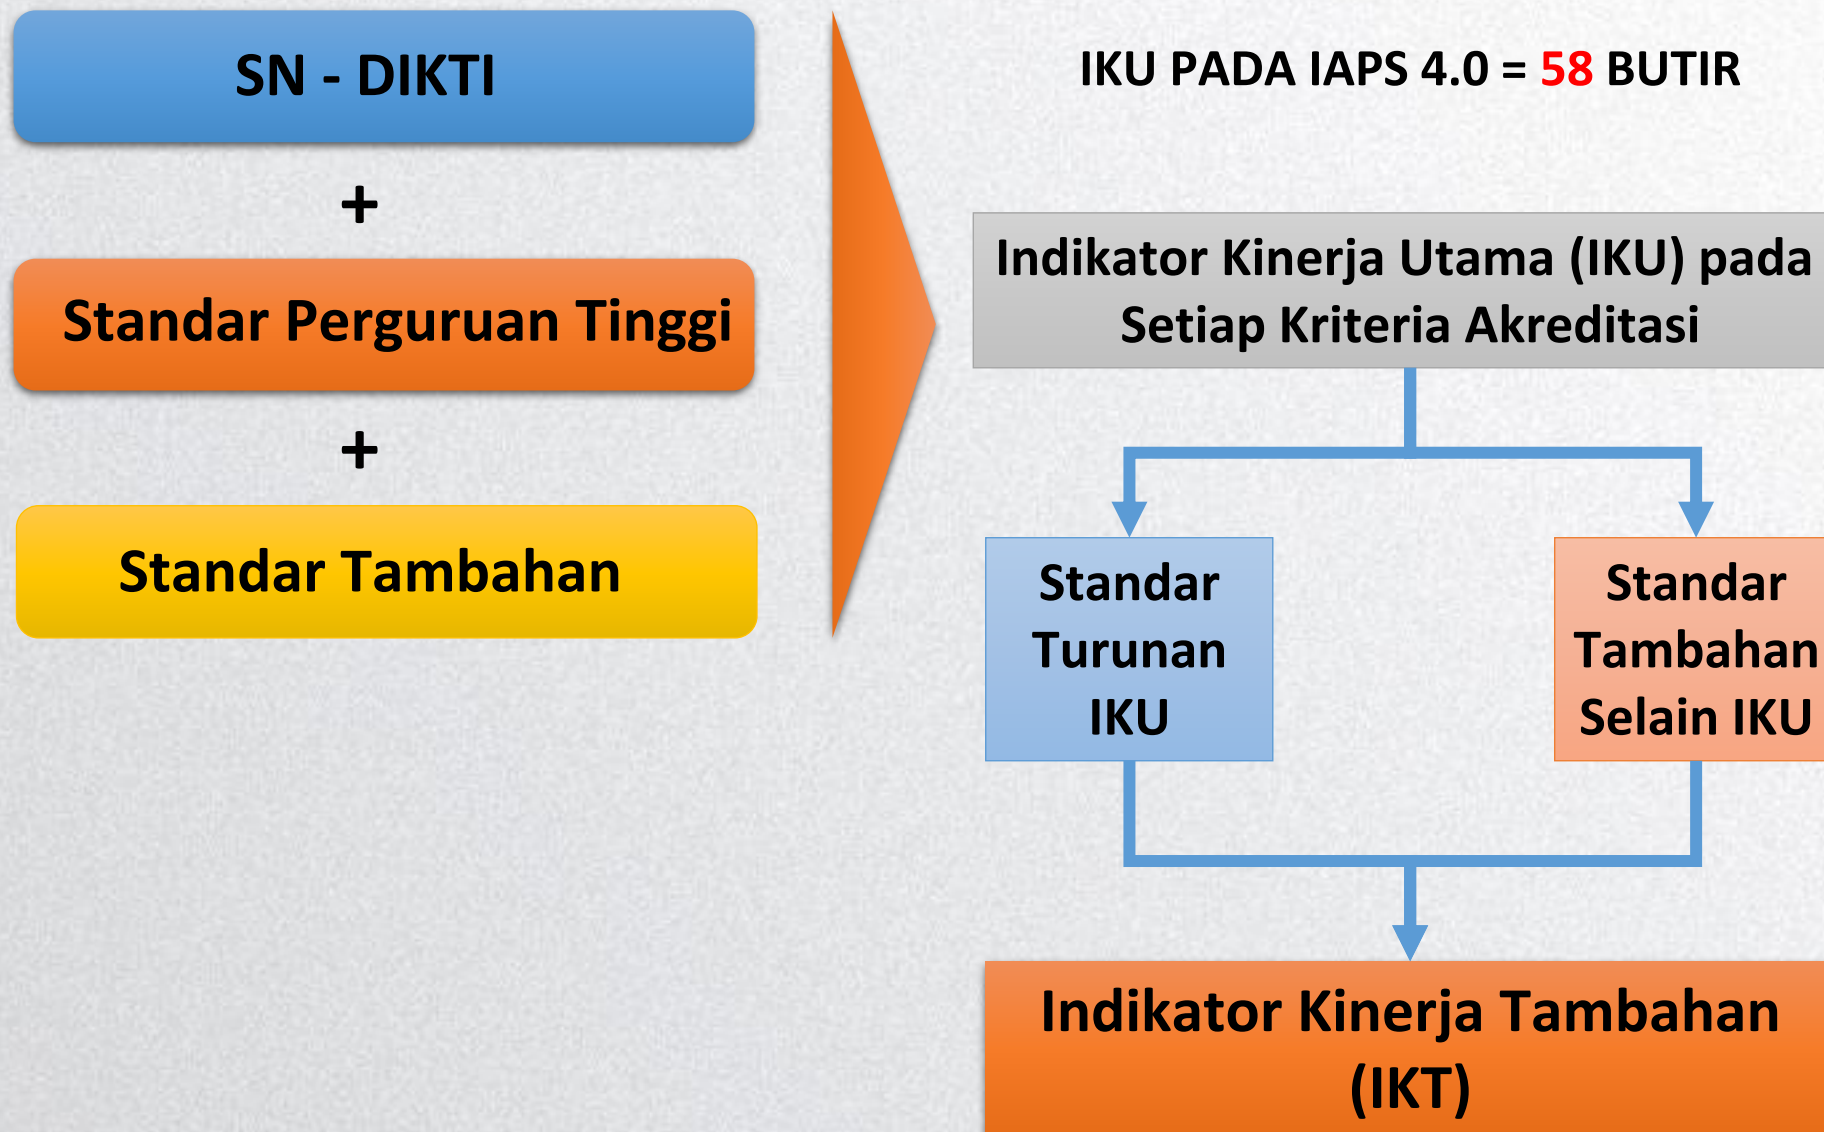 SN - DIKTI
+
Standar Perguruan Tinggi
+
Standar Tambahan
IKU PADA IAPS 4.0 = 58 BUTIR
Indikator Kinerja Utama (IKU) pada
Setiap Kriteria Akreditasi
Standar
Turunan
IKU
Standar
Tambahan
Selain IKU
Indikator Kinerja Tambahan
(IKT)